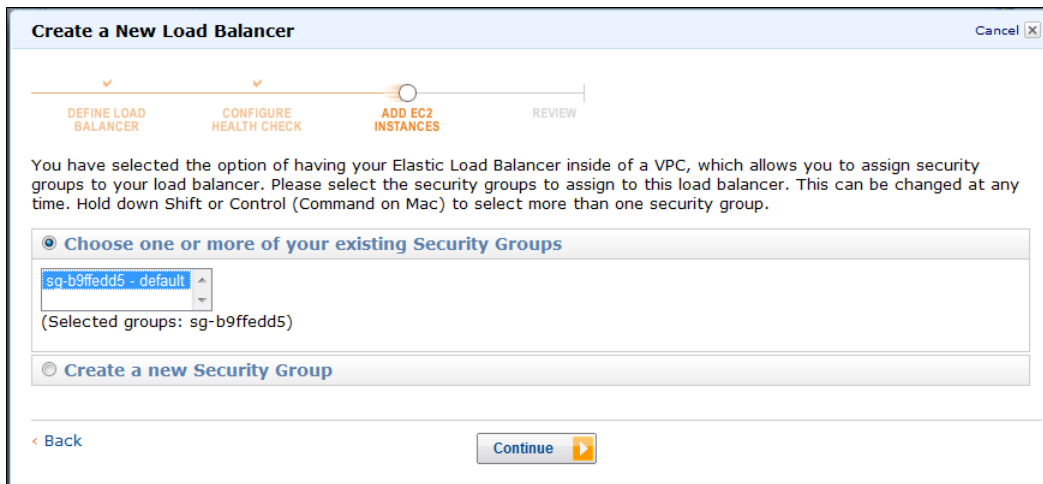 Create a New Load Balancer
Cancel
DEFINE LOAD
BALANCER
CONFIGURE
HEALTH CHECK
ADD EC2
INSTANCES
REVIEW
You have selected the option of having your Elastic Load Balancer inside of a VPC, which allows you to assign security
groups to your load balancer. Please select the security groups to assign to this load balancer. This can be changed at any
time. Hold down Shift or Control (Command on Mac) to select more than one security group.
Choose one or more of your existing Security Groups
sg-b9ffedd5 - default
(Selected groups: sg-b9ffedd5)
Create a new Security Group
< Back
Continue